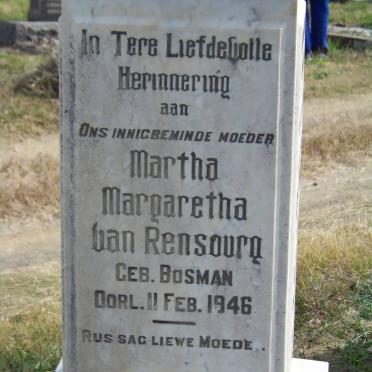 In Tere Liefdevolle
Herinnering
aan
Ons innigbeminde moeder
Martha
Margaretha
van Rensburg
Geb. Bosman
Oorl. 11 Feb. 1946
Rus sag liewe Moede..